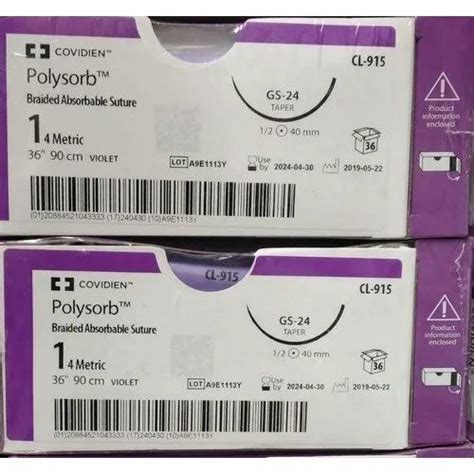 COVIDIEN™
CL-915
Polysorb™
Braided Absorbable Suture
GS-24
TAPER
1 4 Metric
1/2 40 mm
36
36" 90 cm VIOLET
LOT A9E1113Y
Use by 2024-04-30
2019-05-22
(01)20884521043333 (17)240430 (10)A9E1113Y
Product
information
enclosed
CL-915
COVIDIEN™
CL-915
Polysorb™
Braided Absorbable Suture
GS-24
TAPER
1 4 Metric
1/2 40 mm
36
36" 90 cm VIOLET
LOT A9E1113Y
Use by 2024-04-30
2019-05-22
(01)20884521043333 (17)240430 (10)A9E1113Y
Product
information
enclosed